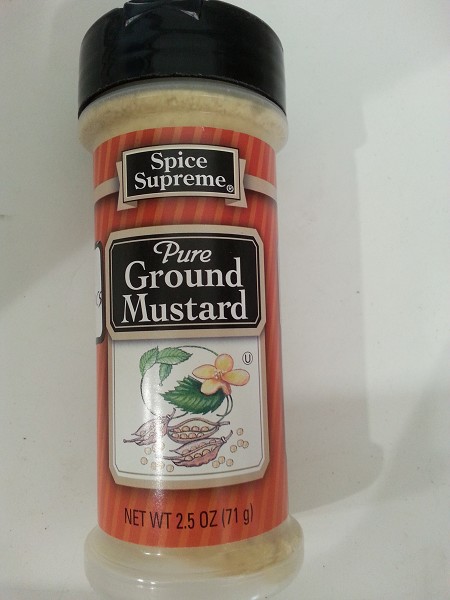 Spice
Supreme®
Pure
Ground
Mustard
U
NET WT 2.5 OZ (71 g)